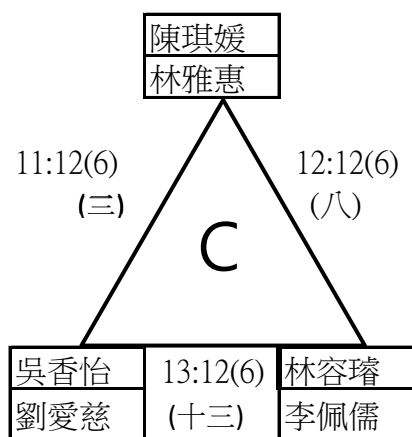 陳琪媛
林雅惠
11:12(6)
(三)
12:12(6)
(八)
C
吳香怡
劉愛慈
13:12(6)
(十三)
林容璿
李佩儒